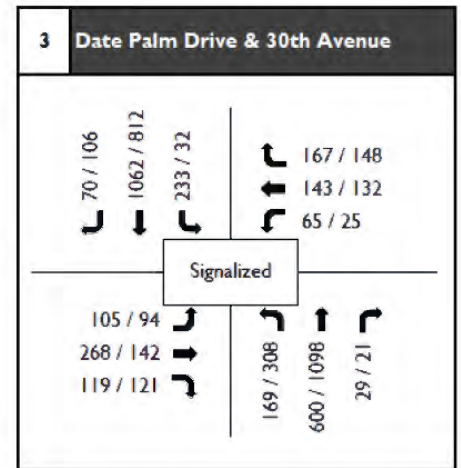 3 Date Palm Drive & 30th Avenue
70 / 106
1062 / 812
233 / 32
167 / 148
143 / 132
65 / 25
Signalized
105 / 94
268 / 142
119 / 121
169 / 308
600 / 1098
29 / 21